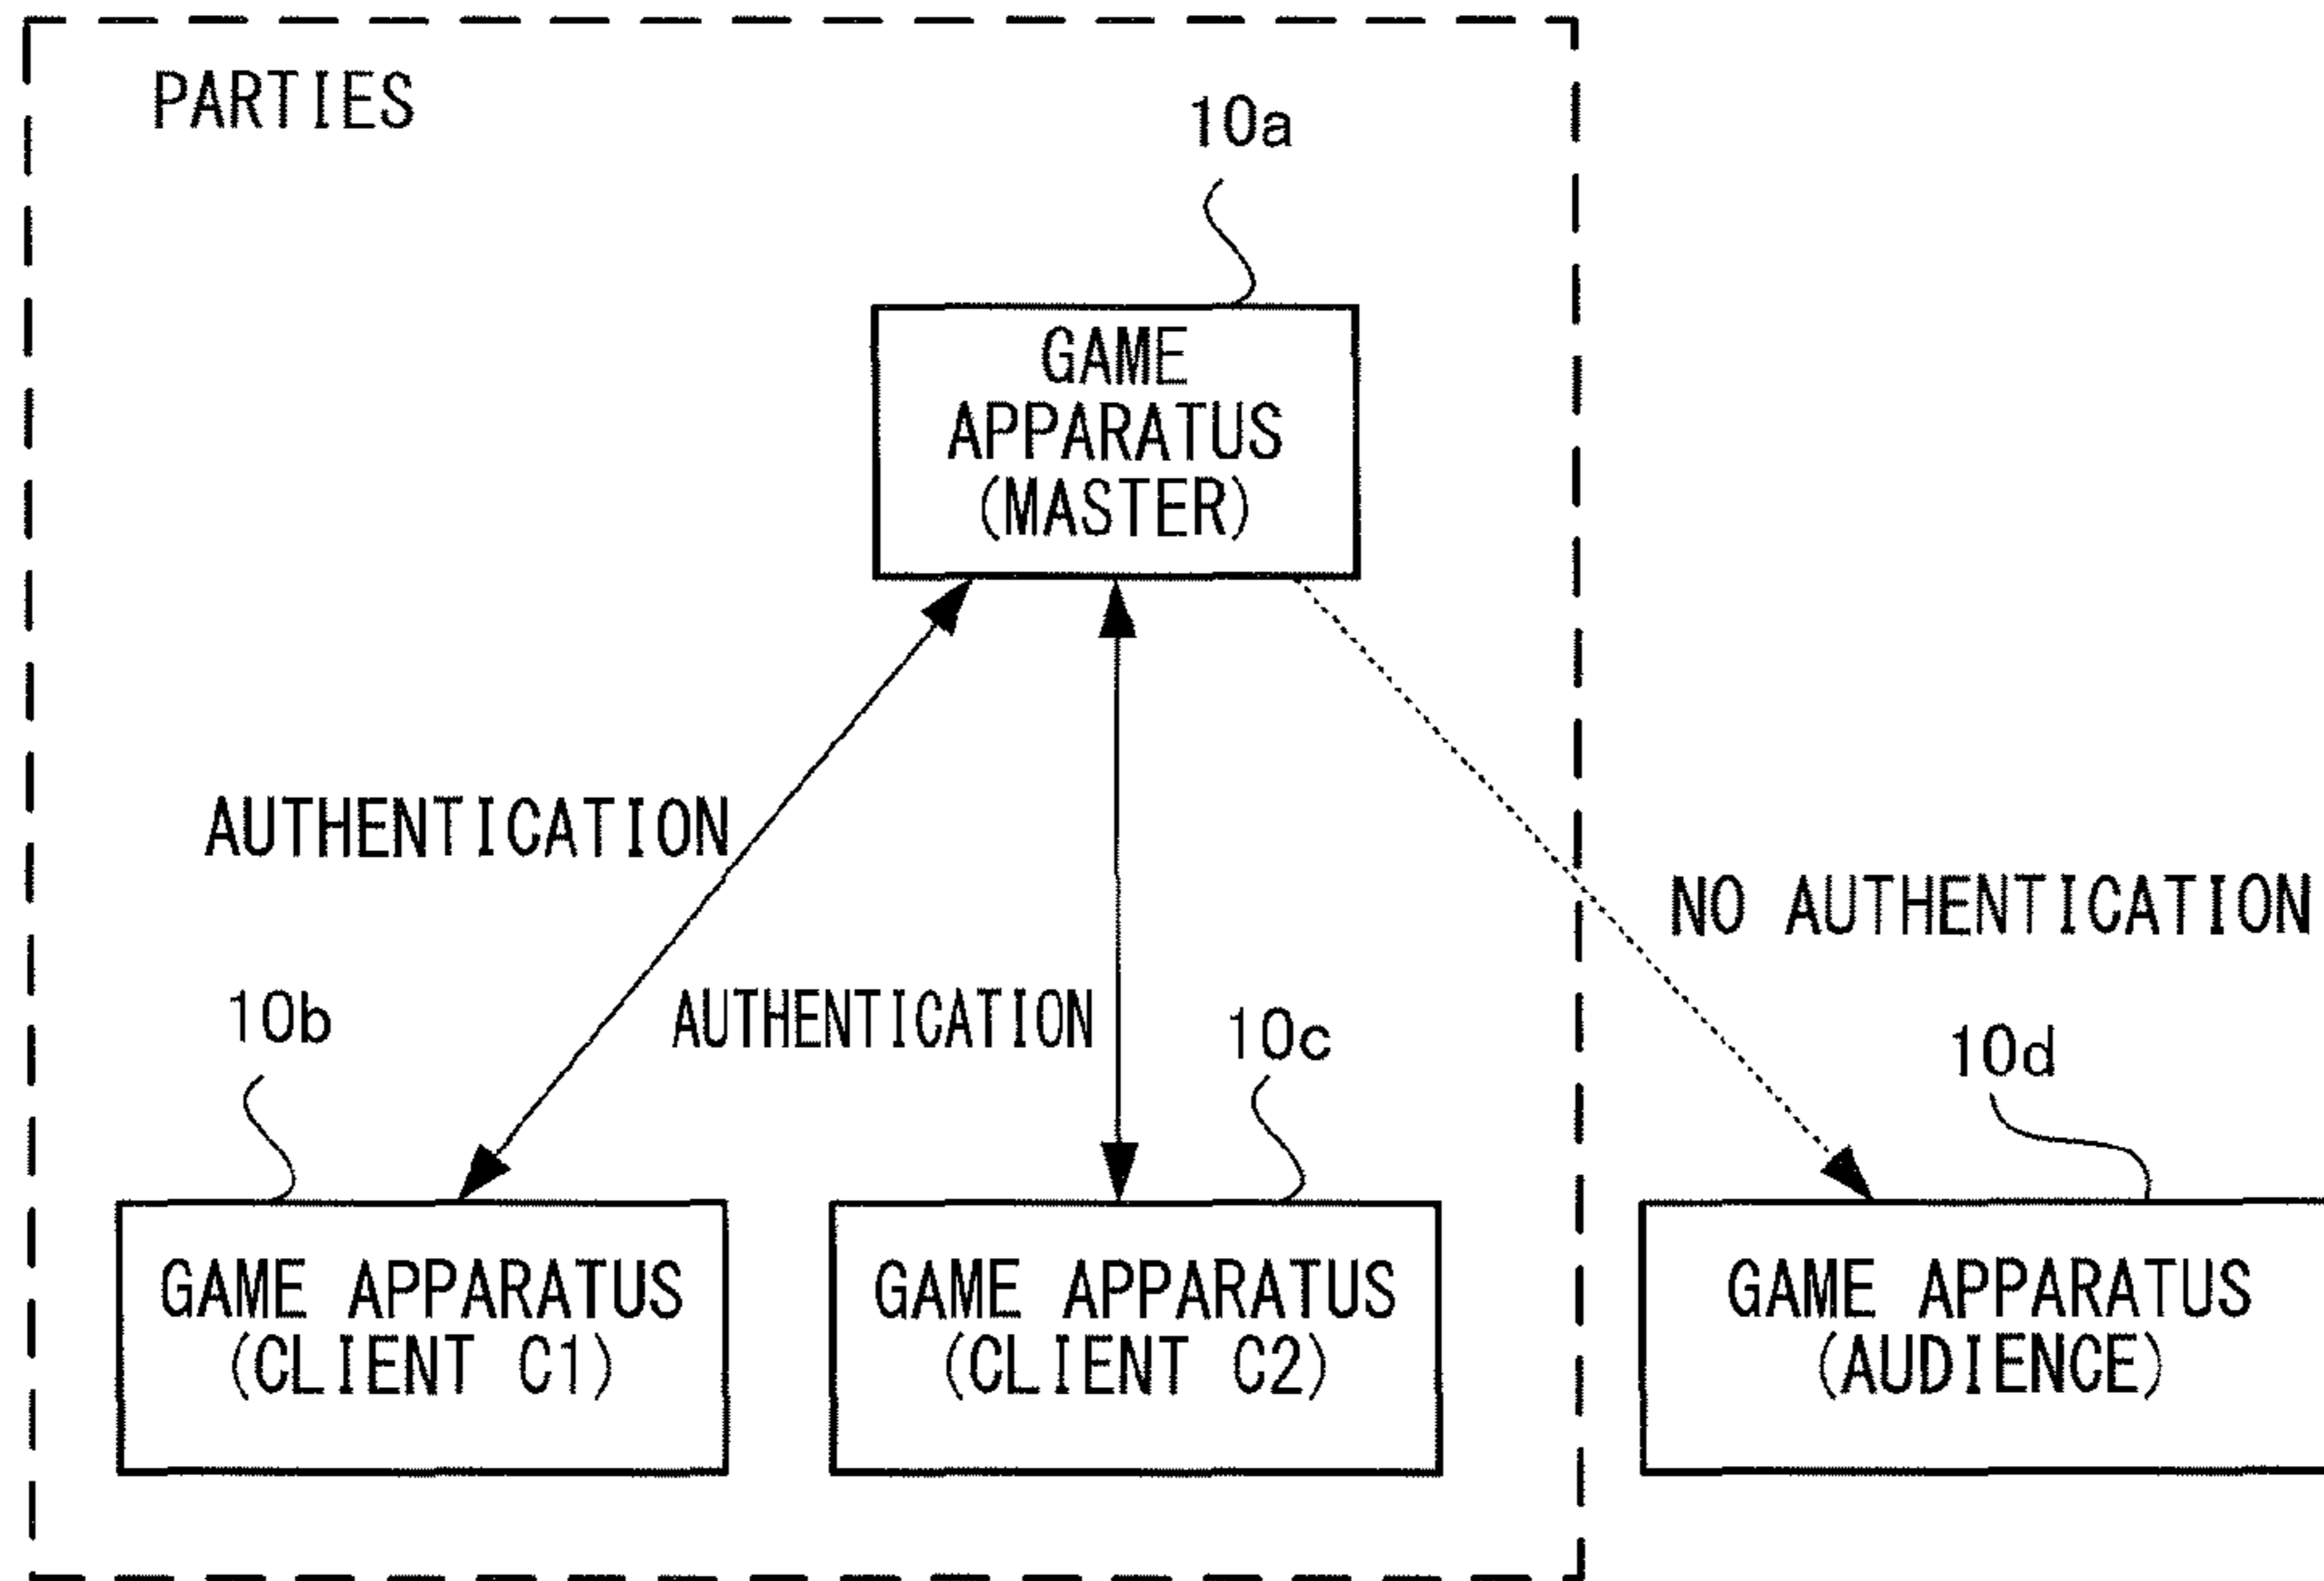 PARTIES
10a
GAME
APPARATUS
(MASTER)
AUTHENTICATION
NO AUTHENTICATION
10b
AUTHENTICATION
10c
10d
GAME APPARATUS
(CLIENT C1)
GAME APPARATUS
(CLIENT C2)
GAME APPARATUS
(AUDIENCE)